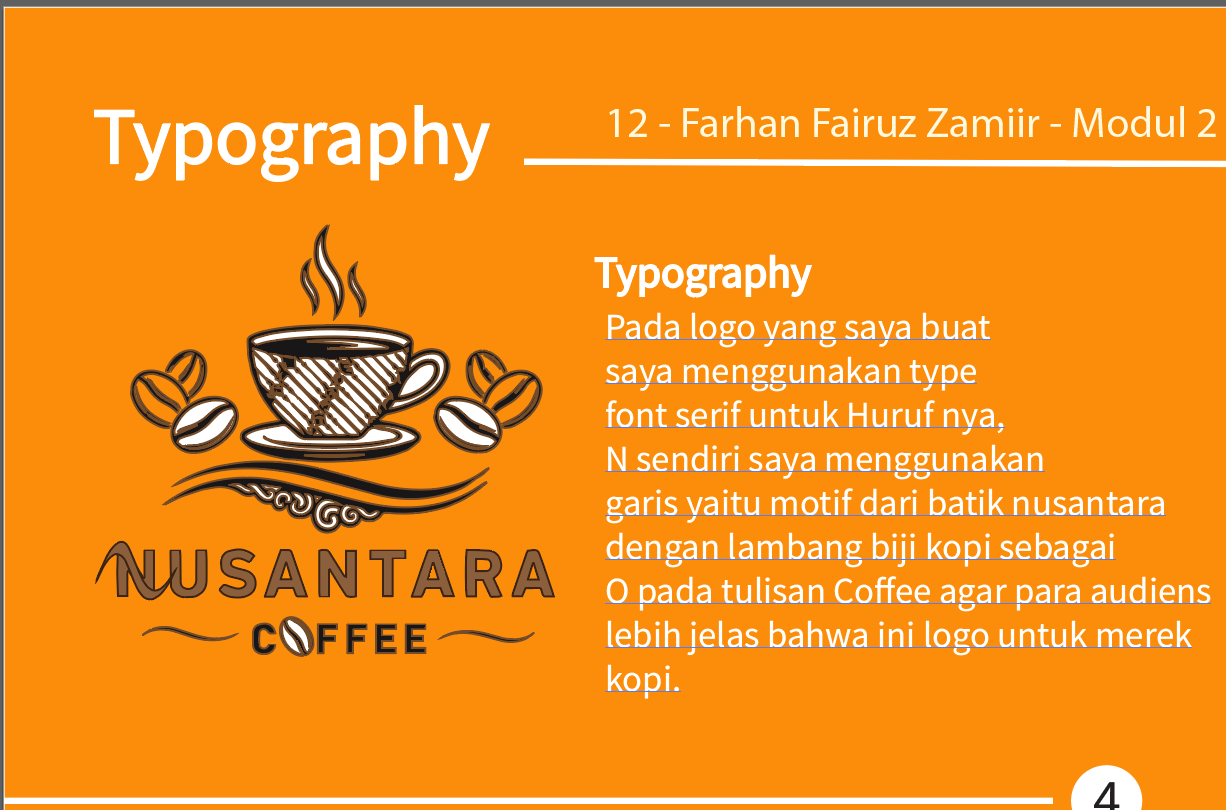 Typography
12 - Farhan Fairuz Zamiir - Modul 2
Typography
Pada logo yang saya buat
saya menggunakan type
font serif untuk Huruf nya,
N sendiri saya menggunakan
garis yaitu motif dari batik nusantara
dengan lambang biji kopi sebagai
O pada tulisan Coffee agar para audiens
lebih jelas bahwa ini logo untuk merek
kopi.
NUSANTARA
COFFEE
4